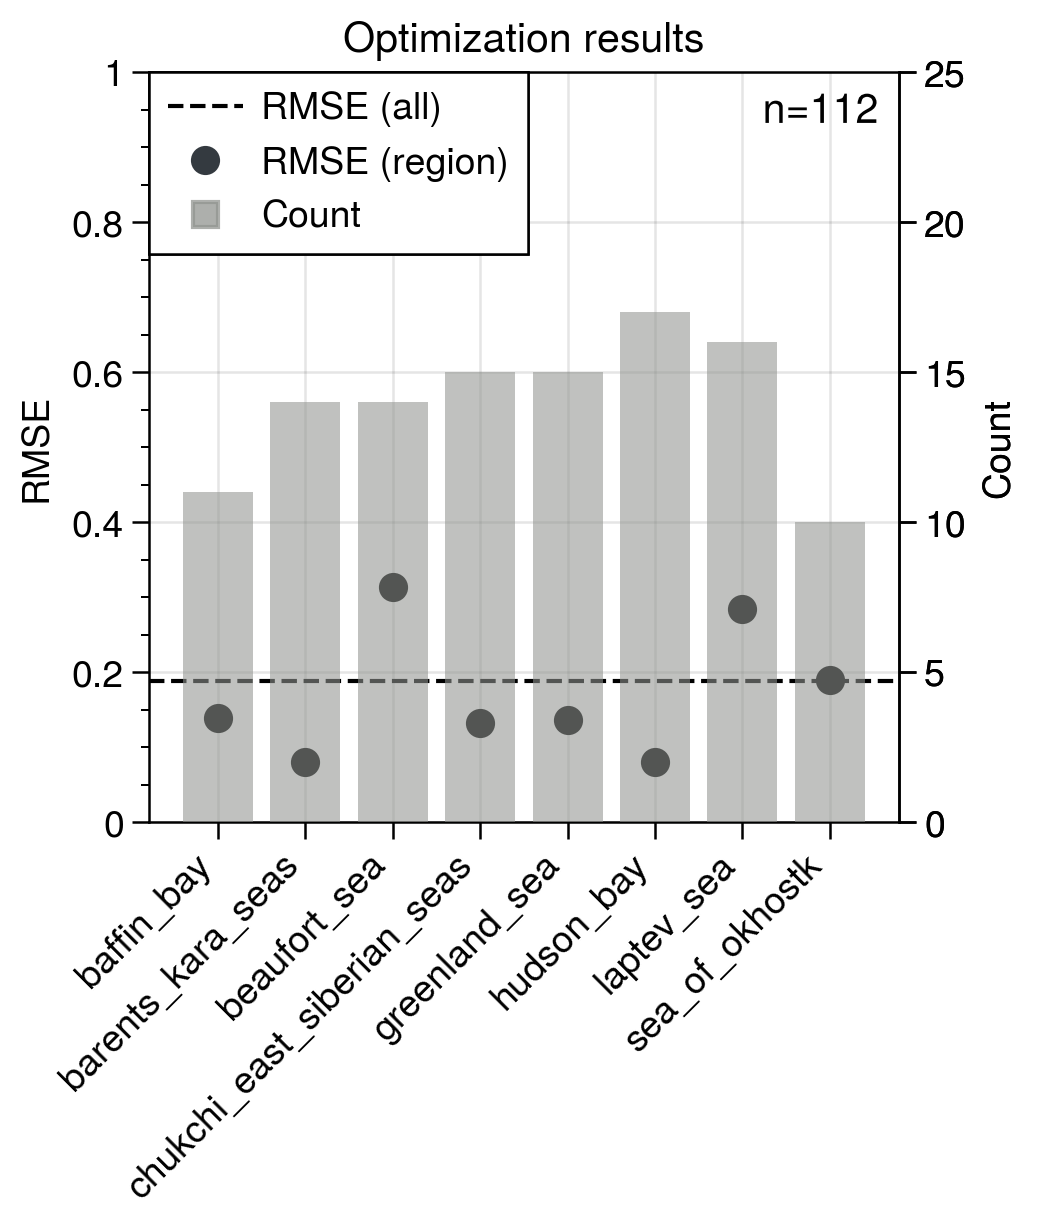 Optimization results
RMSE (all)
RMSE (region)
Count
n=112
1
0.8
0.6
0.4
0.2
0
RMSE
25
20
15
10
5
0
Count
baffin_bay
barents_kara_seas
beaufort_sea
chukchi_east_siberian_seas
greenland_sea
hudson_bay
laptev_sea
sea_of_okhostk